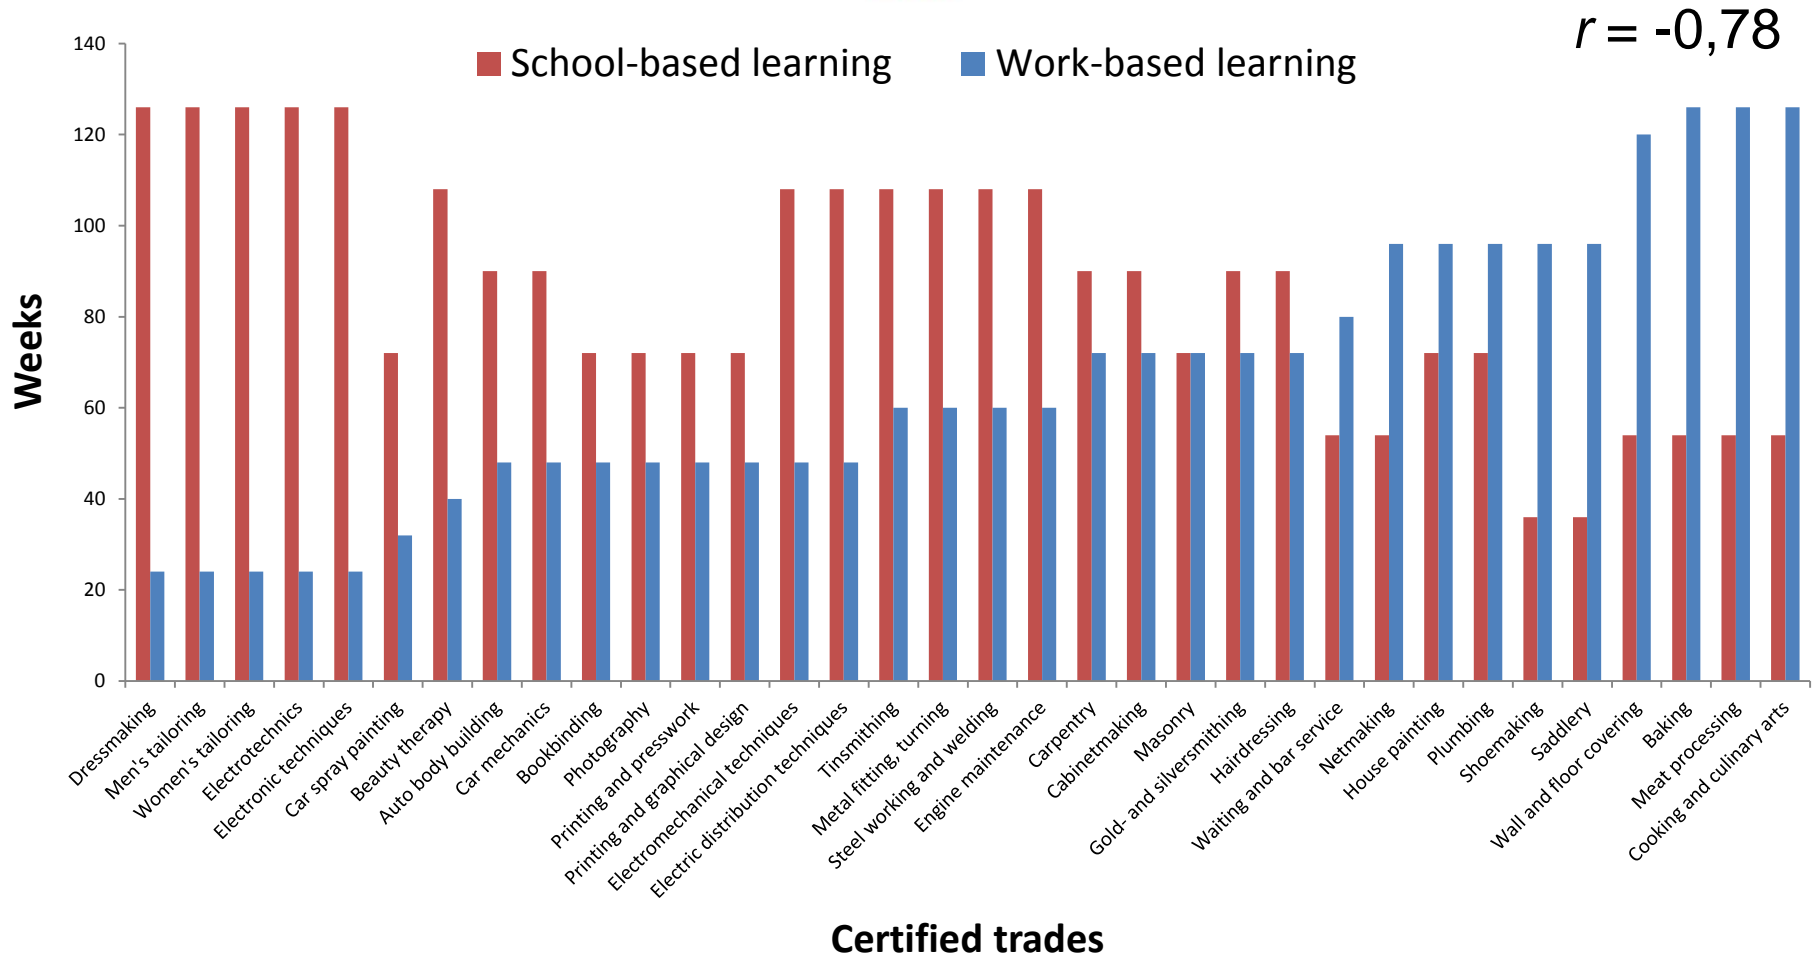 r = -0,78
School-based learning
Work-based learning
Weeks
140
120
100
80
60
40
20
0
Dressmaking
Men's tailoring
Women's tailoring
Electrotechnics
Electronic techniques
Car spray painting
Beauty therapy
Auto body building
Car mechanics
Bookbinding
Photography
Printing and presswork
Printing and graphical design
Electromechanical techniques
Electric distribution techniques
Tinsmithing
Metal fitting, turning
Steel working and welding
Engine maintenance
Carpentry
Cabinetmaking
Masonry
Gold- and silversmithing
Hairdressing
Waiting and bar service
Netmaking
House painting
Plumbing
Shoemaking
Saddlery
Wall and floor covering
Baking
Meat processing
Cooking and culinary arts
Certified trades